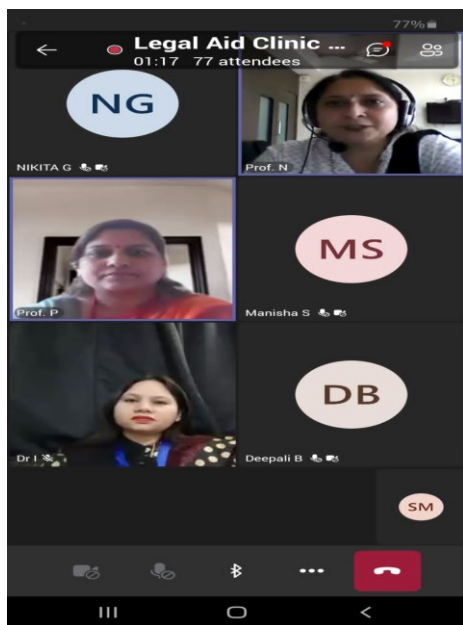 77%
Legal Aid Clinic ...
01:17 77 attendees
NG
NIKITA G
Prof. N
Prof. P
MS
Manisha S
Dr I
DB
Deepali B
SM